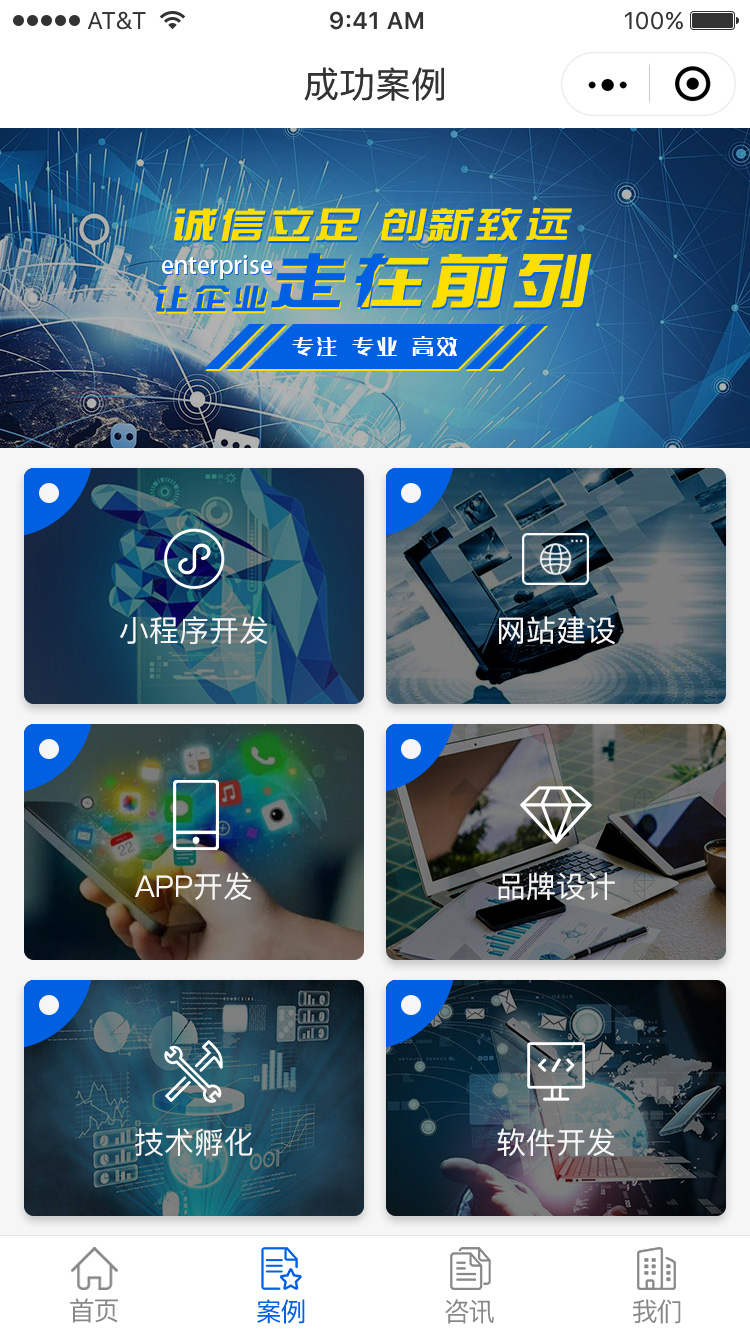 AT&T 9:41 AM 100%
成功案例
诚信立足 创新致远
enterprise
让企业走在前列
专注 专业 高效
小程序开发
网站建设
APP开发
品牌设计
技术孵化
软件开发
首页
案例
咨讯
我们